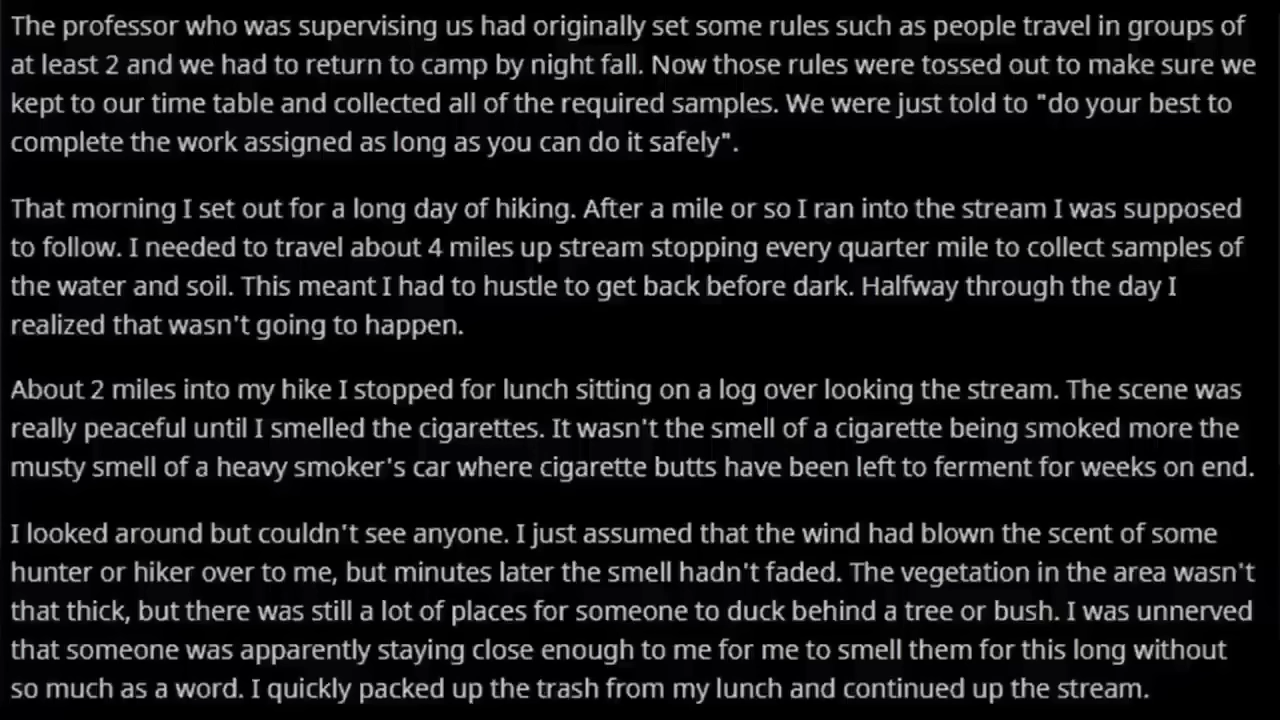 The professor who was supervising us had originally set some rules such as people travel in groups of
at least 2 and we had to return to camp by night fall. Now those rules were tossed out to make sure we
kept to our time table and collected all of the required samples. We were just told to "do your best to
complete the work assigned as long as you can do it safely".
That morning I set out for a long day of hiking. After a mile or so I ran into the stream I was supposed
to follow. I needed to travel about 4 miles up stream stopping every quarter mile to collect samples of
the water and soil. This meant I had to hustle to get back before dark. Halfway through the day I
realized that wasn't going to happen.
About 2 miles into my hike I stopped for lunch sitting on a log over looking the stream. The scene was
really peaceful until I smelled the cigarettes. It wasn't the smell of a cigarette being smoked more the
musty smell of a heavy smoker's car where cigarette butts have been left to ferment for weeks on end.
I looked around but couldn't see anyone. I just assumed that the wind had blown the scent of some
hunter or hiker over to me, but minutes later the smell hadn't faded. The vegetation in the area wasn't
that thick, but there was still a lot of places for someone to duck behind a tree or bush. I was unnerved
that someone was apparently staying close enough to me for me to smell them for this long without
so much as a word. I quickly packed up the trash from my lunch and continued up the stream.